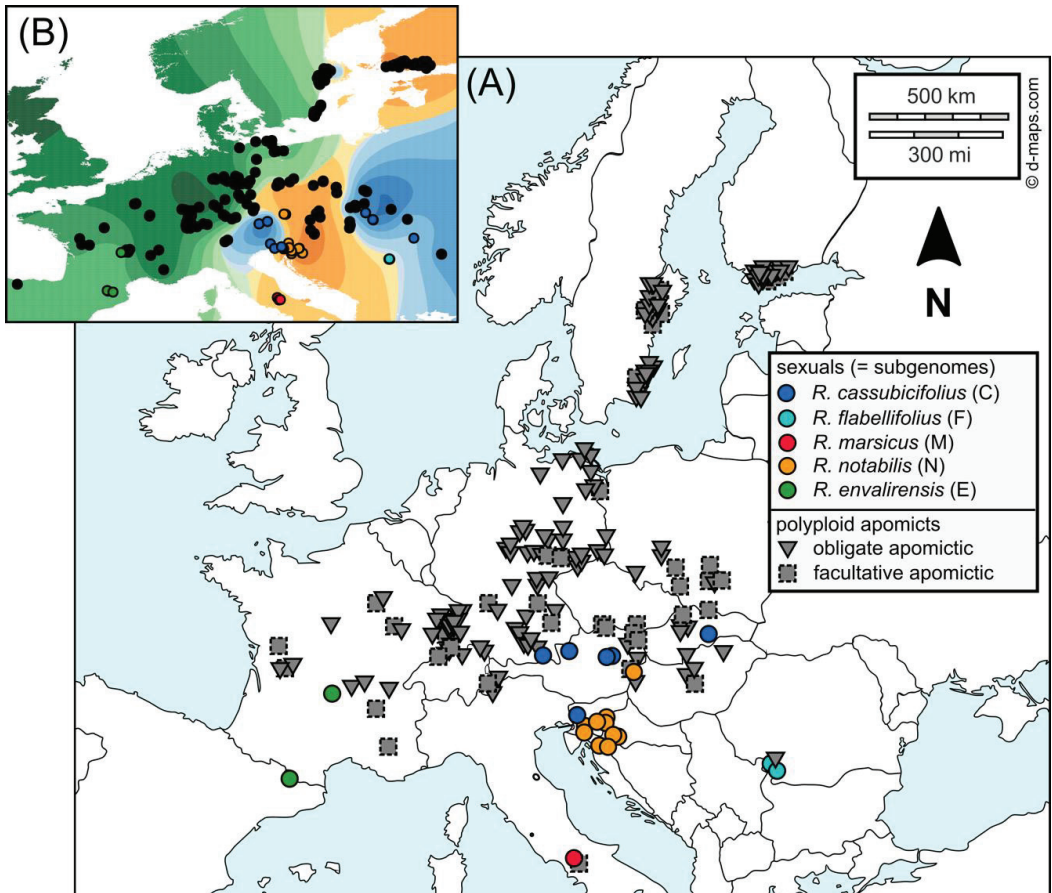 (B)
(A)
500 km
300 mi
© d-maps.com
N
sexuals (= subgenomes)
R. cassubicifolius (C)
R. flabellifolius (F)
R. marsicus (M)
R. notabilis (N)
R. envalirensis (E)
polyploid apomicts
obligate apomictic
facultative apomictic